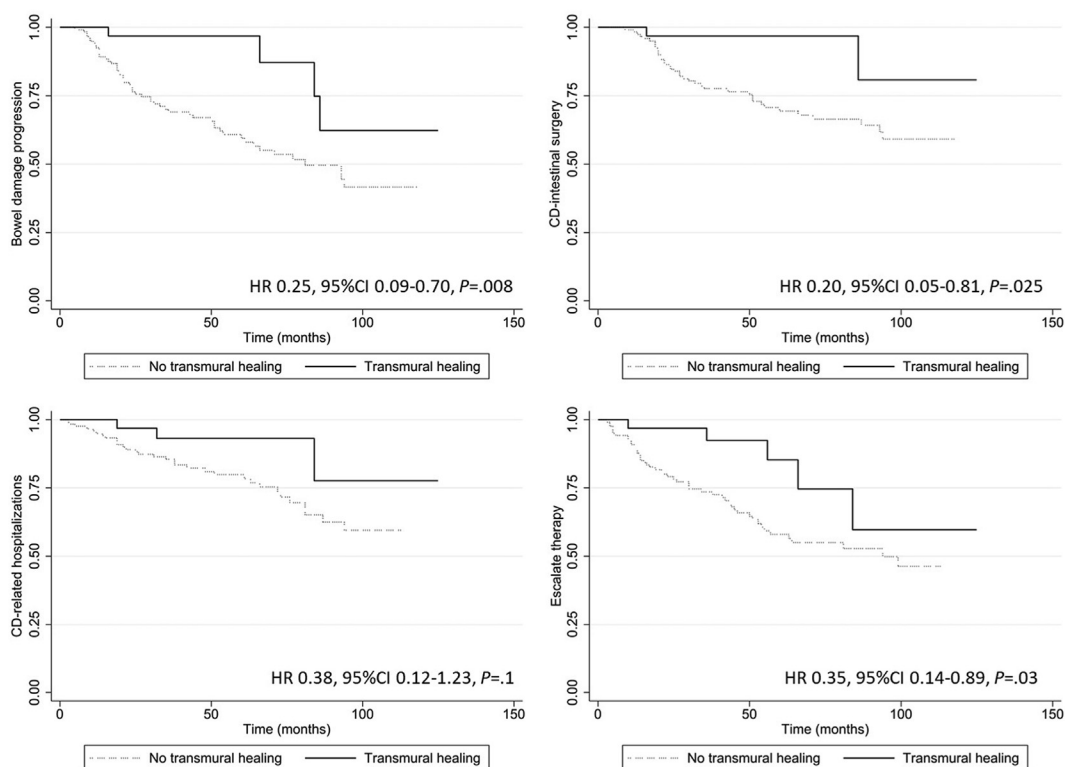 Bowel damage progression
1.00
0.75
0.50
0.25
0.00
HR 0.25, 95%CI 0.09-0.70, P=.008
0 50 100 150
Time (months)
No transmural healing Transmural healing
CD-intestinal surgery
1.00
0.75
0.50
0.25
0.00
HR 0.20, 95%CI 0.05-0.81, P=.025
0 50 100 150
Time (months)
No transmural healing Transmural healing
CD-related hospitalizations
1.00
0.75
0.50
0.25
0.00
HR 0.38, 95%CI 0.12-1.23, P=.1
0 50 100 150
Time (months)
No transmural healing Transmural healing
Escalate therapy
1.00
0.75
0.50
0.25
0.00
HR 0.35, 95%CI 0.14-0.89, P=.03
0 50 100 150
Time (months)
No transmural healing Transmural healing